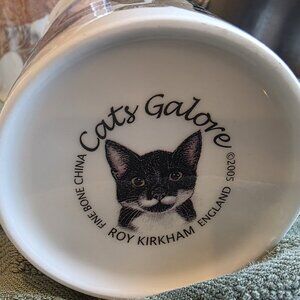 Cats Galore
FINE BONE CHINA
ROY KIRKHAM
ENGLAND
©2005